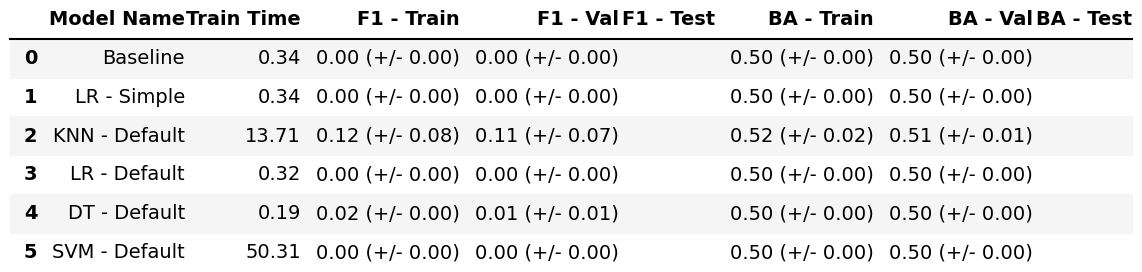 Model Name Train Time F1 - Train F1 - Val F1 - Test BA - Train BA - Val BA - Test
0 Baseline 0.34 0.00 (+/- 0.00) 0.00 (+/- 0.00) 0.50 (+/- 0.00) 0.50 (+/- 0.00)
1 LR - Simple 0.34 0.00 (+/- 0.00) 0.00 (+/- 0.00) 0.50 (+/- 0.00) 0.50 (+/- 0.00)
2 KNN - Default 13.71 0.12 (+/- 0.08) 0.11 (+/- 0.07) 0.52 (+/- 0.02) 0.51 (+/- 0.01)
3 LR - Default 0.32 0.00 (+/- 0.00) 0.00 (+/- 0.00) 0.50 (+/- 0.00) 0.50 (+/- 0.00)
4 DT - Default 0.19 0.02 (+/- 0.00) 0.01 (+/- 0.01) 0.50 (+/- 0.00) 0.50 (+/- 0.00)
5 SVM - Default 50.31 0.00 (+/- 0.00) 0.00 (+/- 0.00) 0.50 (+/- 0.00) 0.50 (+/- 0.00)